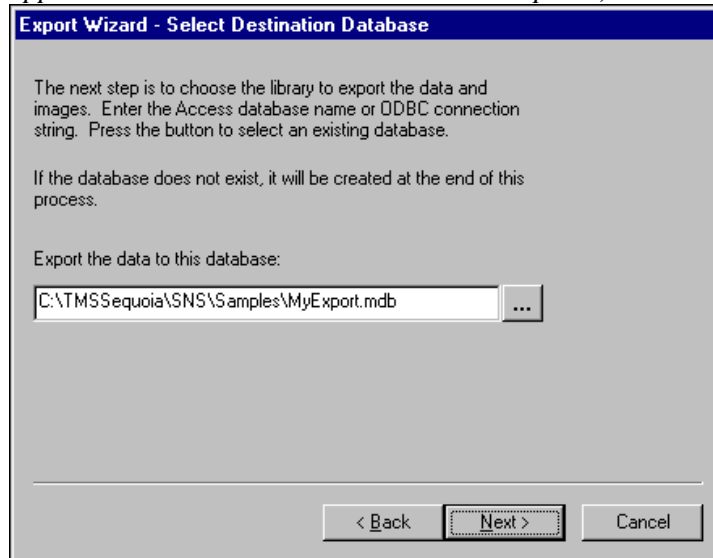 Export Wizard - Select Destination Database
The next step is to choose the library to export the data and
images. Enter the Access database name or ODBC connection
string. Press the button to select an existing database.
If the database does not exist, it will be created at the end of this
process.
Export the data to this database:
C:\TMSSequoia\SNS\Samples\MyExport.mdb
...
< Back
Next >
Cancel